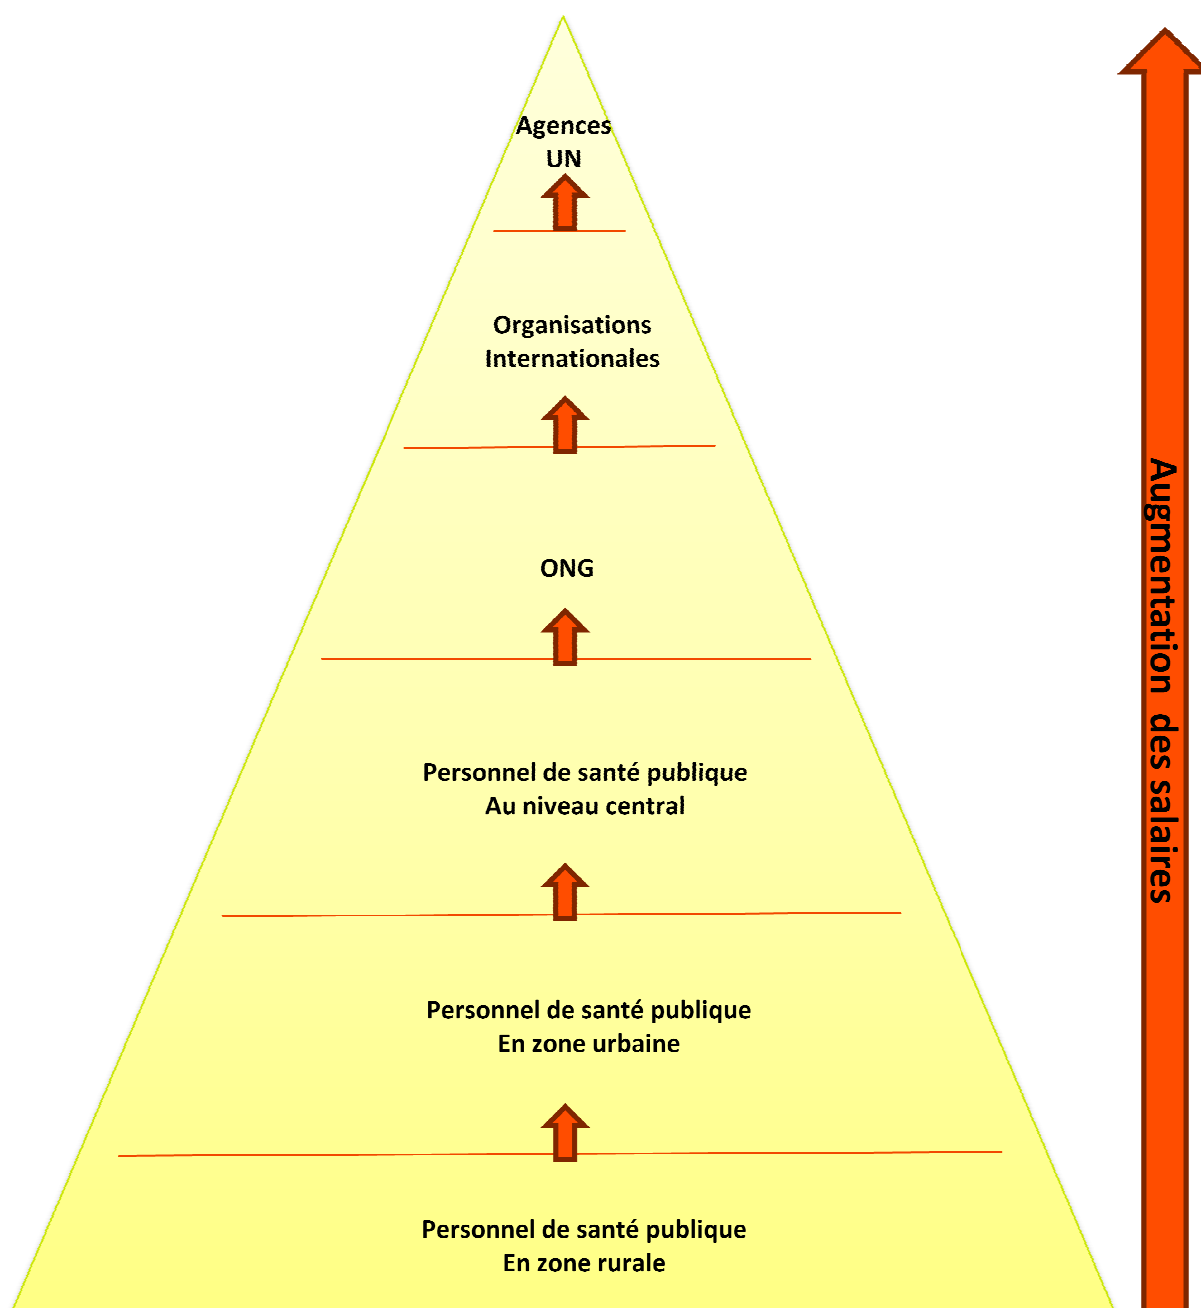 Agences
UN
Organisations
Internationales
ONG
Personnel de santé publique
Au niveau central
Personnel de santé publique
En zone urbaine
Personnel de santé publique
En zone rurale
Augmentation des salaires